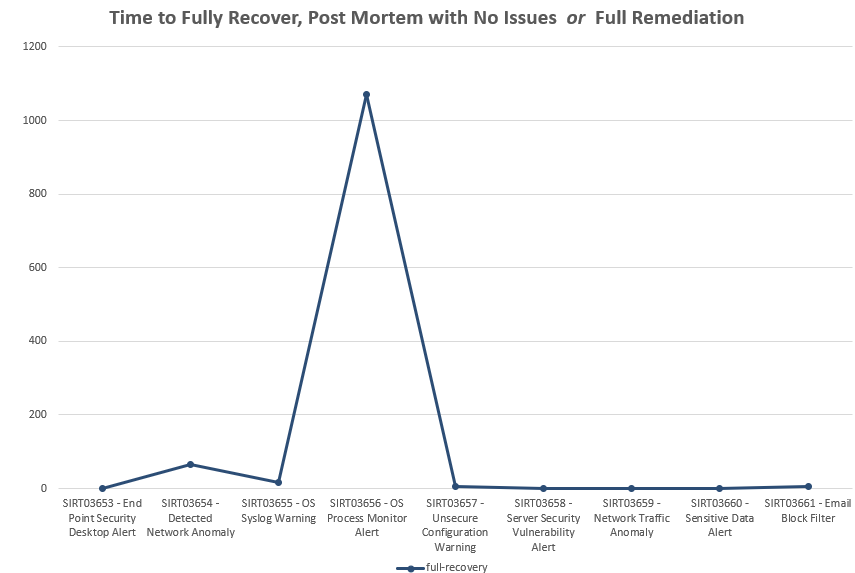 Time to Fully Recover, Post Mortem with No Issues or Full Remediation
1200
1000
800
600
400
200
0
SIRT03653 - End
Point Security
Desktop Alert
SIRT03654 -
Detected
Network Anomaly
SIRT03655 - OS
Syslog Warning
SIRT03656 - OS
Process Monitor
Alert
SIRT03657 -
Unsecure
Configuration
Warning
SIRT03658 -
Server Security
Vulnerability
Alert
SIRT03659 -
Network Traffic
Anomaly
SIRT03660 -
Sensitive Data
Alert
SIRT03661 - Email
Block Filter
full-recovery